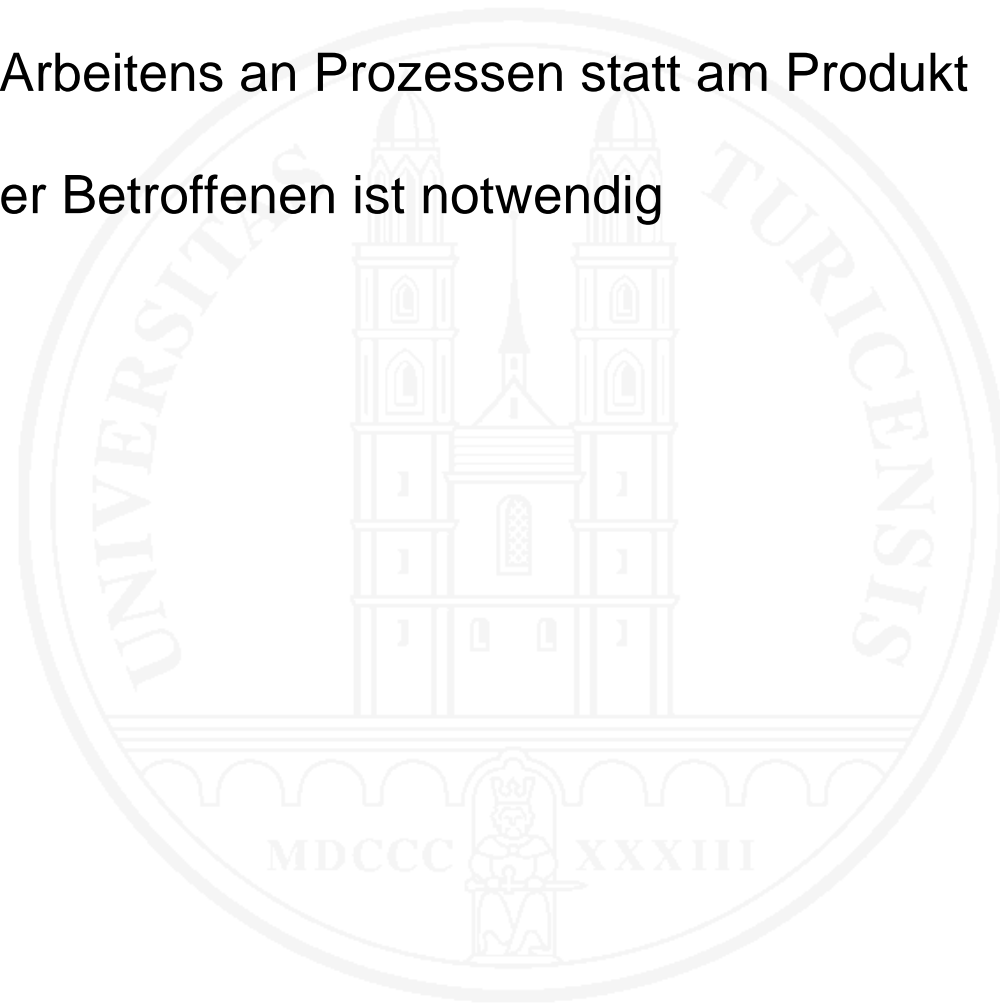 Arbeitens an Prozessen statt am Produkt
er Betroffenen ist notwendig
UNIVERSITAS TURICENSIS
MDCCC XXXIII